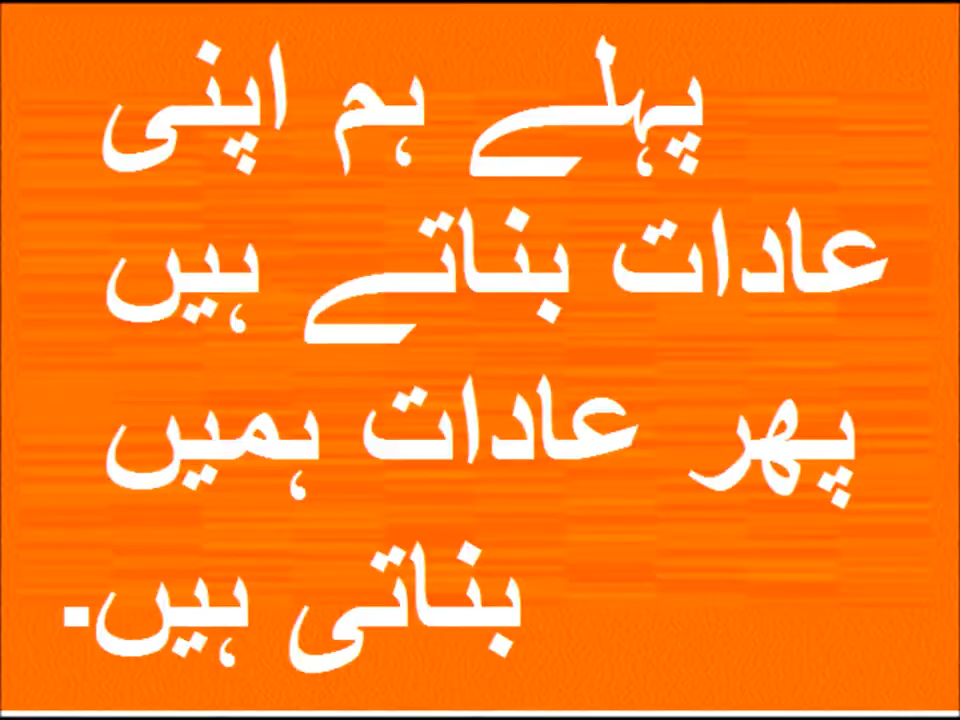 پہلے ہم اپنی
عادات بناتے ہیں
پھر عادات ہمیں
بناتی ہیں.